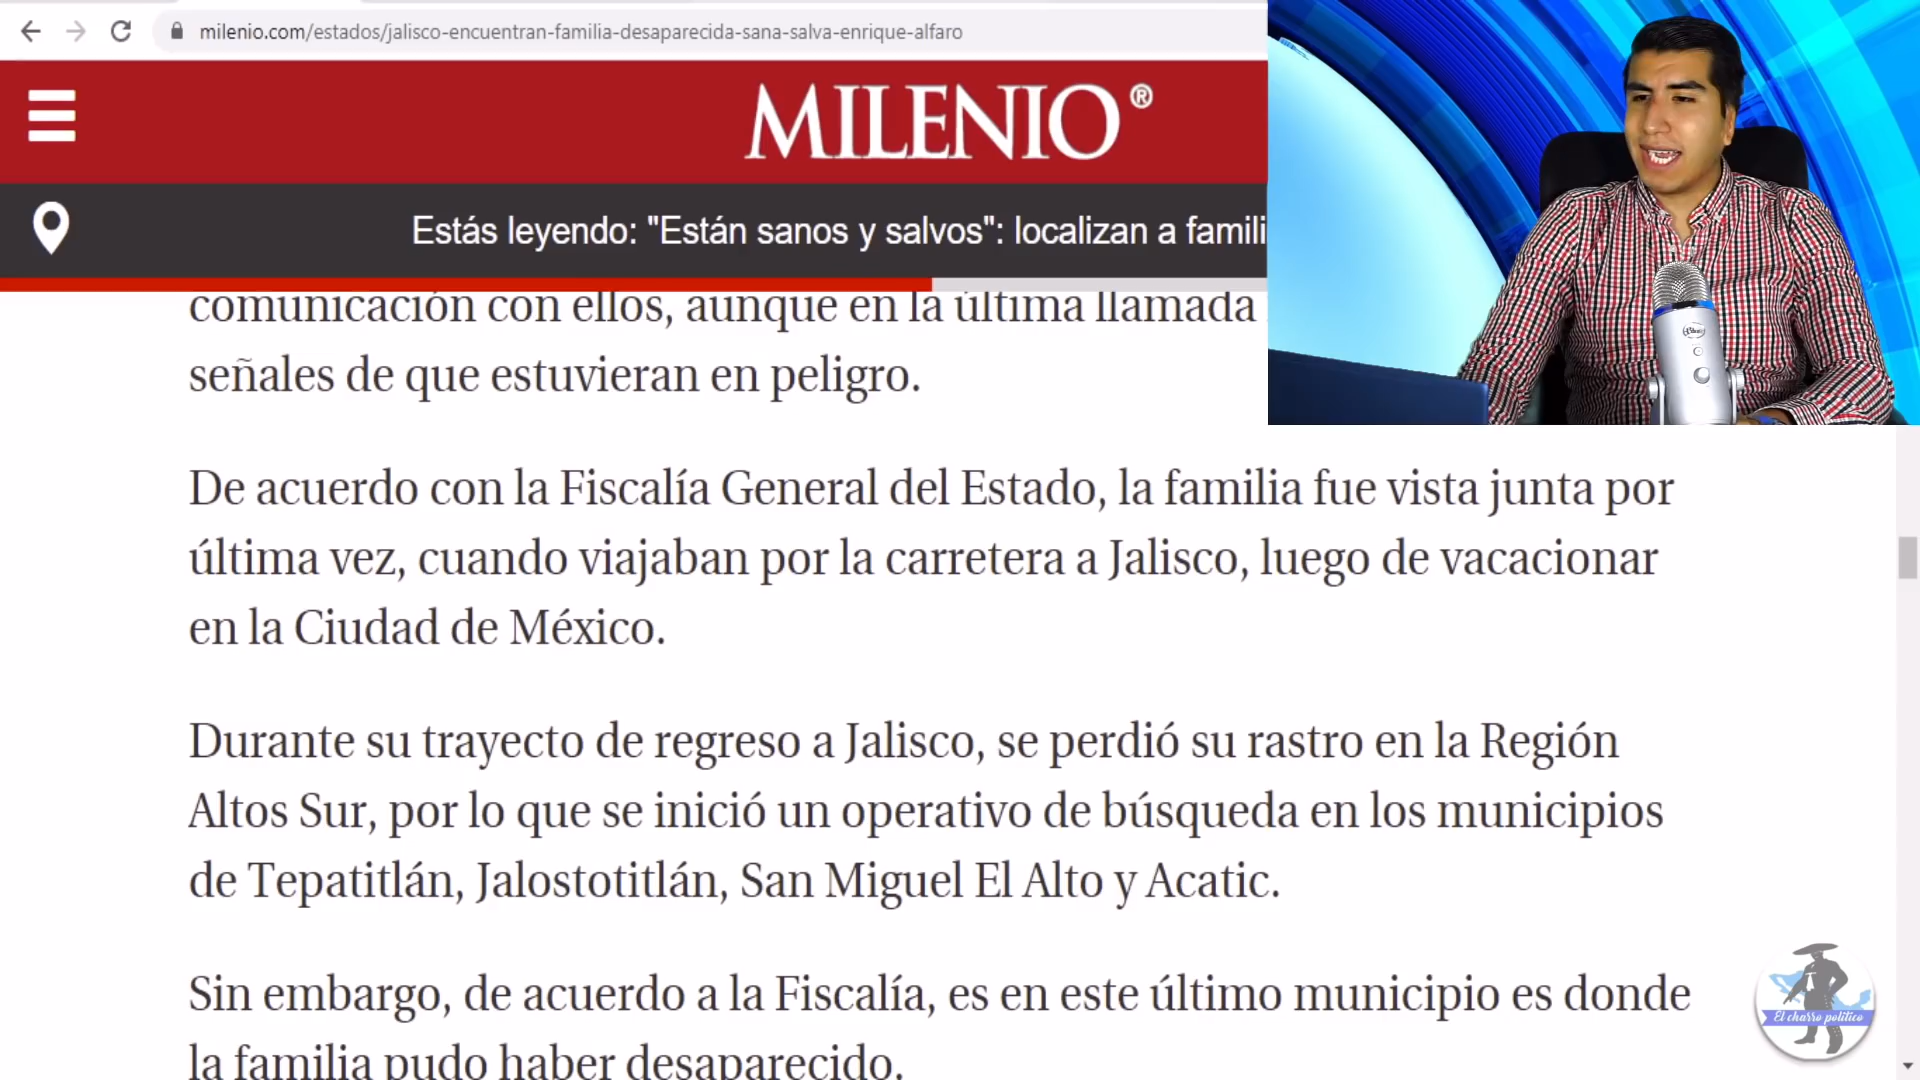 milenio.com/estados/jalisco-encuentran-familia-desaparecida-sana-salva-enrique-alfaro
MILENIO®
Estás leyendo: "Están sanos y salvos": localizan a famili
comunicación con ellos, aunque en la última llamada
señales de que estuvieran en peligro.
De acuerdo con la Fiscalía General del Estado, la familia fue vista junta por
última vez, cuando viajaban por la carretera a Jalisco, luego de vacacionar
en la Ciudad de México.
Durante su trayecto de regreso a Jalisco, se perdió su rastro en la Región
Altos Sur, por lo que se inició un operativo de búsqueda en los municipios
de Tepatitlán, Jalostotitlán, San Miguel El Alto y Acatic.
Sin embargo, de acuerdo a la Fiscalía, es en este último municipio es donde
la familia pudo haber desaparecido.
El charro político